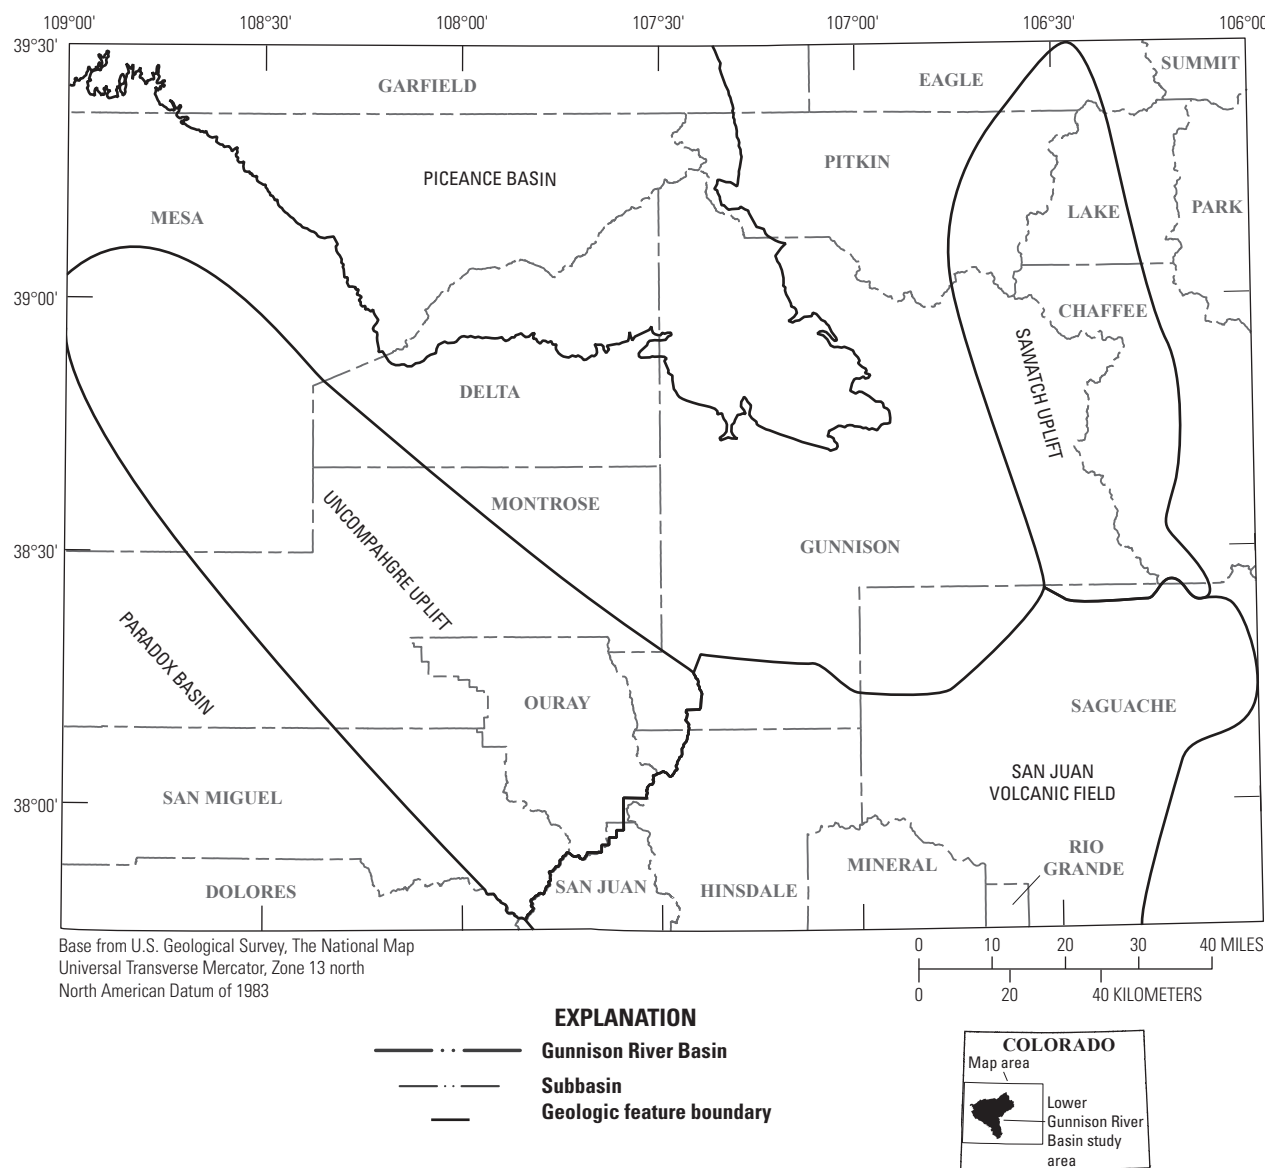 109°00'
108°30'
108°00'
107°30'
107°00'
106°30'
106°00'
39°30'
39°00'
38°30'
38°00'
GARFIELD
EAGLE
SUMMIT
PICEANCE BASIN
PITKIN
MESA
LAKE
PARK
CHAFFEE
SAWATCH UPLIFT
DELTA
MONTROSE
UNCOMPAHGRE UPLIFT
GUNNISON
PARADOX BASIN
OURAY
SAGUACHE
SAN MIGUEL
SAN JUAN
VOLCANIC FIELD
DOLORES
SAN JUAN
HINSDALE
MINERAL
RIO
GRANDE
Base from U.S. Geological Survey, The National Map
Universal Transverse Mercator, Zone 13 north
North American Datum of 1983
0 10 20 30 40 MILES
0 20 40 KILOMETERS
EXPLANATION
Gunnison River Basin
Subbasin
Geologic feature boundary
COLORADO
Map area
Lower
Gunnison River
Basin study
area